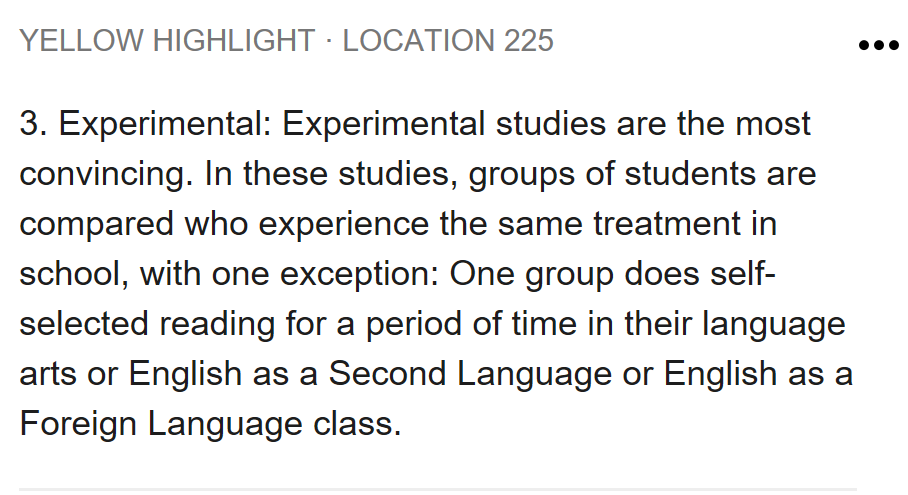 YELLOW HIGHLIGHT · LOCATION 225
3. Experimental: Experimental studies are the most
convincing. In these studies, groups of students are
compared who experience the same treatment in
school, with one exception: One group does self-
selected reading for a period of time in their language
arts or English as a Second Language or English as a
Foreign Language class.